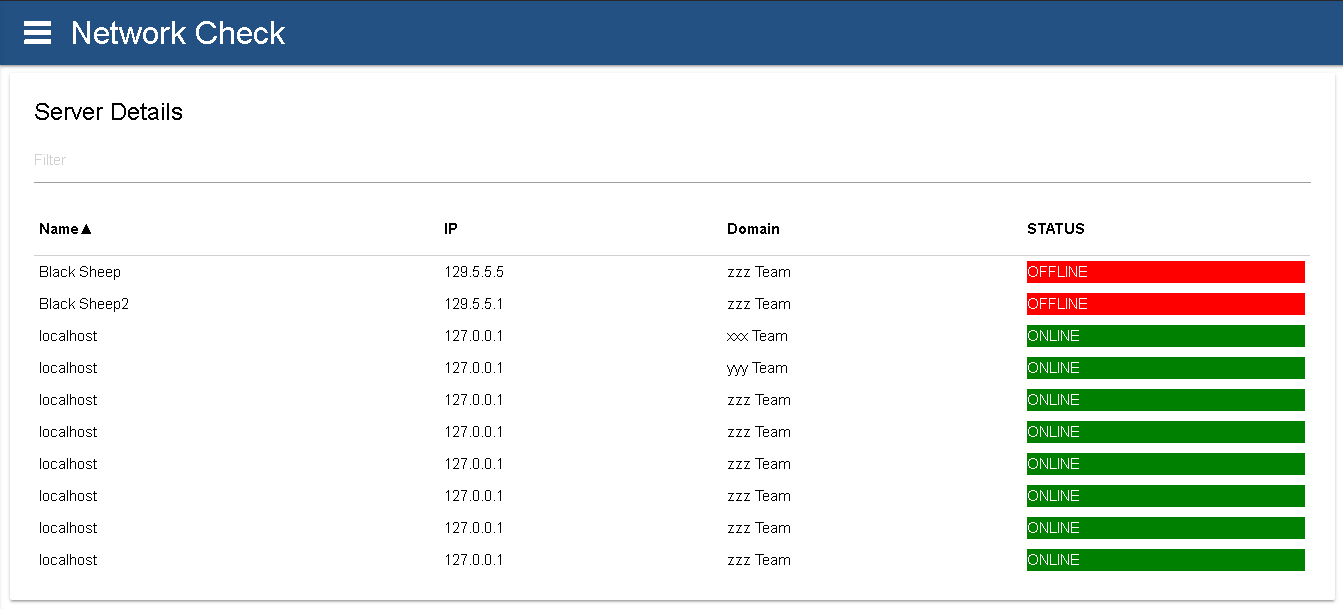 Network Check
Server Details
Filter
Name▲ IP Domain STATUS
Black Sheep 129.5.5.5 zzz Team OFFLINE
Black Sheep2 129.5.5.1 zzz Team OFFLINE
localhost 127.0.0.1 xxx Team ONLINE
localhost 127.0.0.1 yyy Team ONLINE
localhost 127.0.0.1 zzz Team ONLINE
localhost 127.0.0.1 zzz Team ONLINE
localhost 127.0.0.1 zzz Team ONLINE
localhost 127.0.0.1 zzz Team ONLINE
localhost 127.0.0.1 zzz Team ONLINE
localhost 127.0.0.1 zzz Team ONLINE